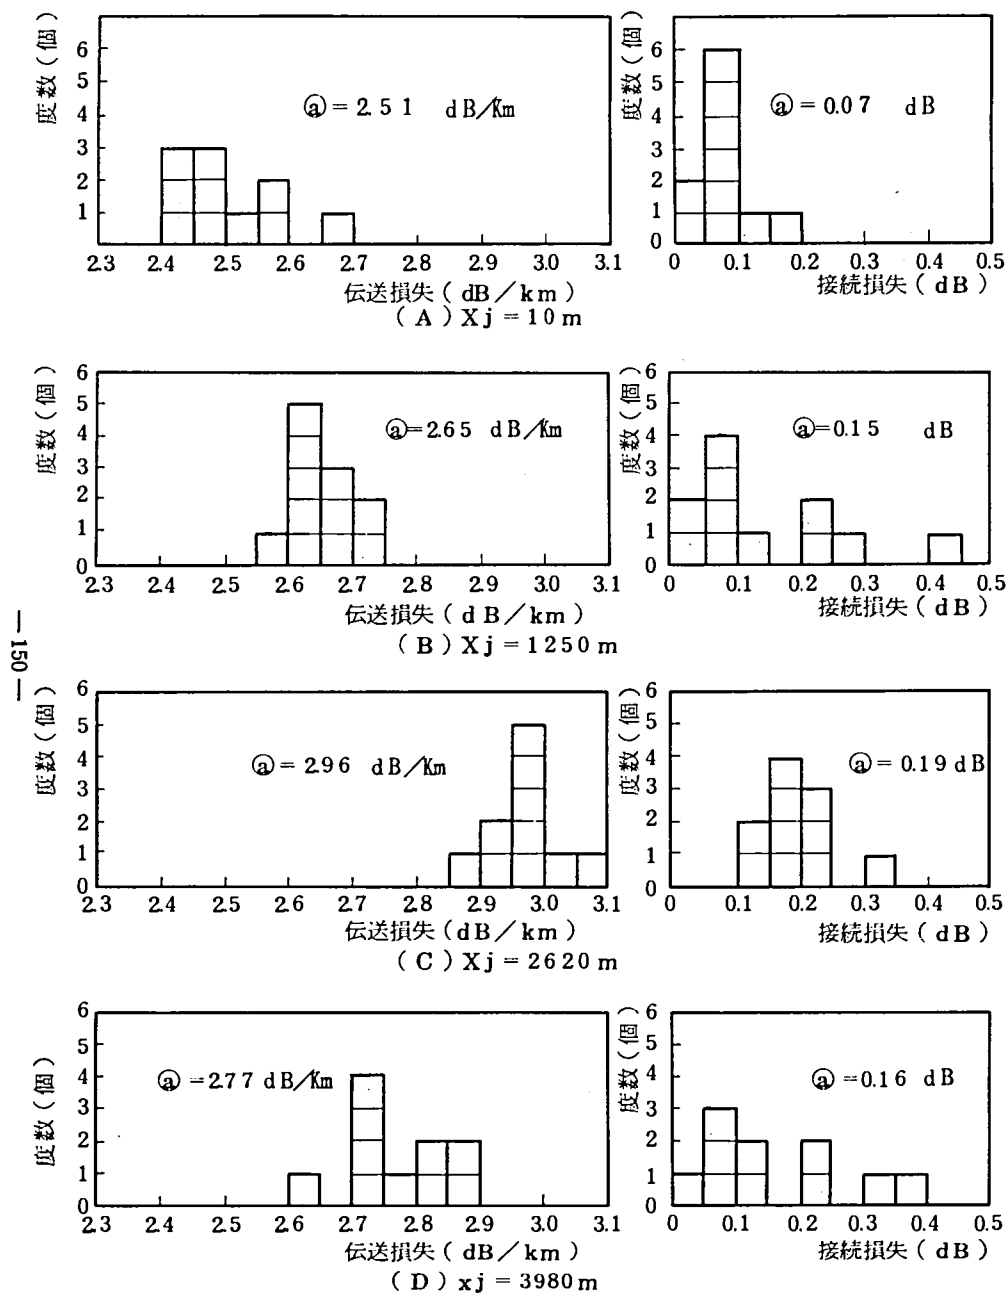 度数(個)
6
5
4
3
2
1
ⓐ = 2.51 dB/Km
2.3 2.4 2.5 2.6 2.7 2.8 2.9 3.0 3.1
伝送損失(dB/km)
度数(個)
6
5
4
3
2
1
0
ⓐ = 0.07 dB
0 0.1 0.2 0.3 0.4 0.5
接続損失(dB)
(A) Xj = 10m
度数(個)
6
5
4
3
2
1
0
ⓐ=2.65 dB/Km
2.3 2.4 2.5 2.6 2.7 2.8 2.9 3.0 3.1
伝送損失(dB/km)
度数(個)
6
5
4
3
2
1
0
ⓐ=0.15 dB
0 0.1 0.2 0.3 0.4 0.5
接続損失(dB)
(B) Xj = 1250m
— 150 —
度数(個)
6
5
4
3
2
1
0
ⓐ = 2.96 dB/Km
2.3 2.4 2.5 2.6 2.7 2.8 2.9 3.0 3.1
伝送損失(dB/km)
度数(個)
6
5
4
3
2
1
0
ⓐ = 0.19 dB
0 0.1 0.2 0.3 0.4 0.5
接続損失(dB)
(C) Xj = 2620m
度数(個)
6
5
4
3
2
1
0
ⓐ =2.77 dB/Km
2.3 2.4 2.5 2.6 2.7 2.8 2.9 3.0 3.1
伝送損失(dB/km)
度数(個)
6
5
4
3
2
1
0
ⓐ =0.16 dB
0 0.1 0.2 0.3 0.4 0.5
接続損失(dB)
(D) xj = 3980m